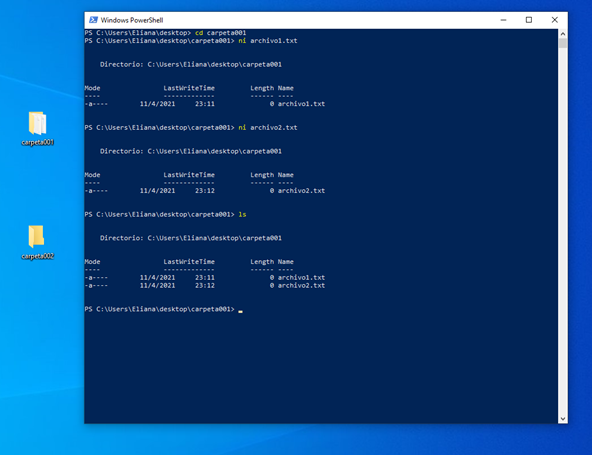 Windows PowerShell
PS C:\Users\Eliana\desktop> cd carpeta001
PS C:\Users\Eliana\desktop\carpeta001> ni archivo1.txt
Directorio: C:\Users\Eliana\desktop\carpeta001
Mode LastWriteTime Length Name
---- ------------- ------ ----
-a---- 11/4/2021 23:11 0 archivo1.txt
PS C:\Users\Eliana\desktop\carpeta001> ni archivo2.txt
Directorio: C:\Users\Eliana\desktop\carpeta001
Mode LastWriteTime Length Name
---- ------------- ------ ----
-a---- 11/4/2021 23:12 0 archivo2.txt
PS C:\Users\Eliana\desktop\carpeta001> ls
Directorio: C:\Users\Eliana\desktop\carpeta001
Mode LastWriteTime Length Name
---- ------------- ------ ----
-a---- 11/4/2021 23:11 0 archivo1.txt
-a---- 11/4/2021 23:12 0 archivo2.txt
PS C:\Users\Eliana\desktop\carpeta001> _
carpeta001
carpeta002